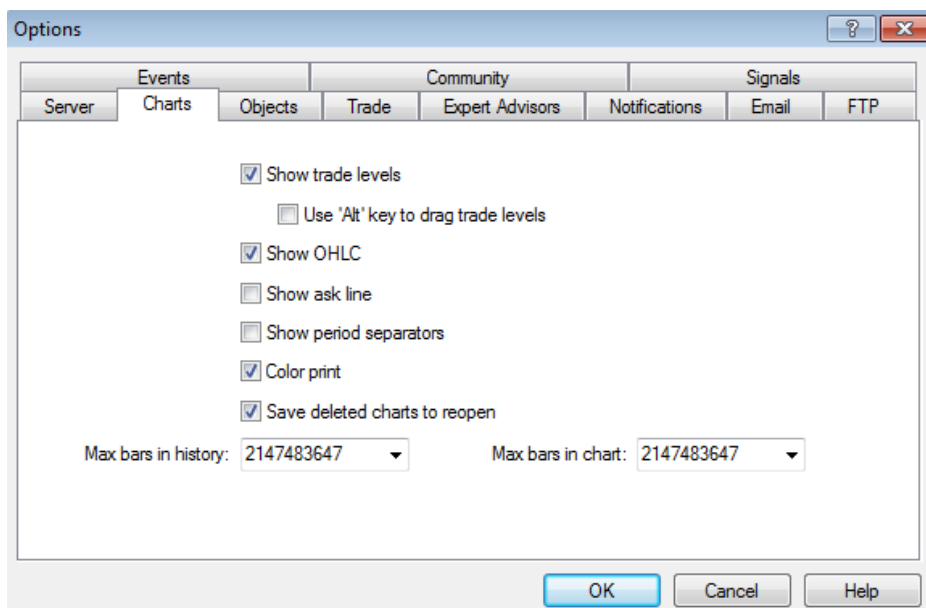 Options
Events Community Signals
Server Charts Objects Trade Expert Advisors Notifications Email FTP
Show trade levels
Use 'Alt' key to drag trade levels
Show OHLC
Show ask line
Show period separators
Color print
Save deleted charts to reopen
Max bars in history: 2147483647 Max bars in chart: 2147483647
OK Cancel Help